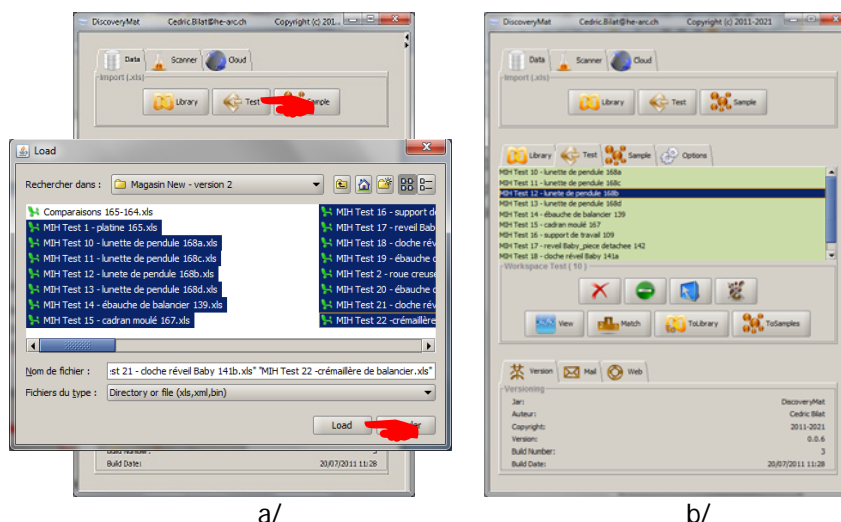 DiscoveryMat Cedric.Bilat@he-arc.ch Copyright (c) 201...
Data Scanner Cloud
Import (.xls)
Library Test Sample
Load
Rechercher dans : Magasin New - version 2
Comparaisons 165-164.xls
MIH Test 1 - platine 165.xls
MIH Test 10 - lunette de pendule 168a.xls
MIH Test 11 - lunette de pendule 168c.xls
MIH Test 12 - lunete de pendule 168b.xls
MIH Test 13 - lunette de pendule 168d.xls
MIH Test 14 - ébauche de balancier 139.xls
MIH Test 15 - cadran moulé 167.xls
MIH Test 16 - support d
MIH Test 17 - reveil Bab
MIH Test 18 - cloche rév
MIH Test 19 - ébauche d
MIH Test 2 - roue creuse
MIH Test 20 - ébauche d
MIH Test 21 - cloche rév
MIH Test 22 -crémaillère
Nom de fichier : :st 21 - cloche réveil Baby 141b.xls" "MIH Test 22 -crémaillère de balancier.xls"
Fichiers du type : Directory or file (xls,xml,bin)
Load
Build Number: 3
Build Date: 20/07/2011 11:28
a/
DiscoveryMat Cedric.Bilat@he-arc.ch Copyright (c) 2011-2021
Data Scanner Cloud
Import (.xls)
Library Test Sample
Library Test Sample Options
MIH Test 10 - lunette de pendule 168a
MIH Test 11 - lunette de pendule 168c
MIH Test 12 - lunete de pendule 168b
MIH Test 13 - lunette de pendule 168d
MIH Test 14 - ébauche de balancier 139
MIH Test 15 - cadran moulé 167
MIH Test 16 - support de travail 109
MIH Test 17 - reveil Baby_piece detachee 142
MIH Test 18 - cloche réveil Baby 141a
Workspace Test ( 10 )
View Match ToLibrary ToSamples
Version Mail Web
Versioning
Jar: DiscoveryMat
Auteur: Cedric Bilat
Copyright: 2011-2021
Version: 0.0.6
Build Number: 3
Build Date: 20/07/2011 11:28
b/